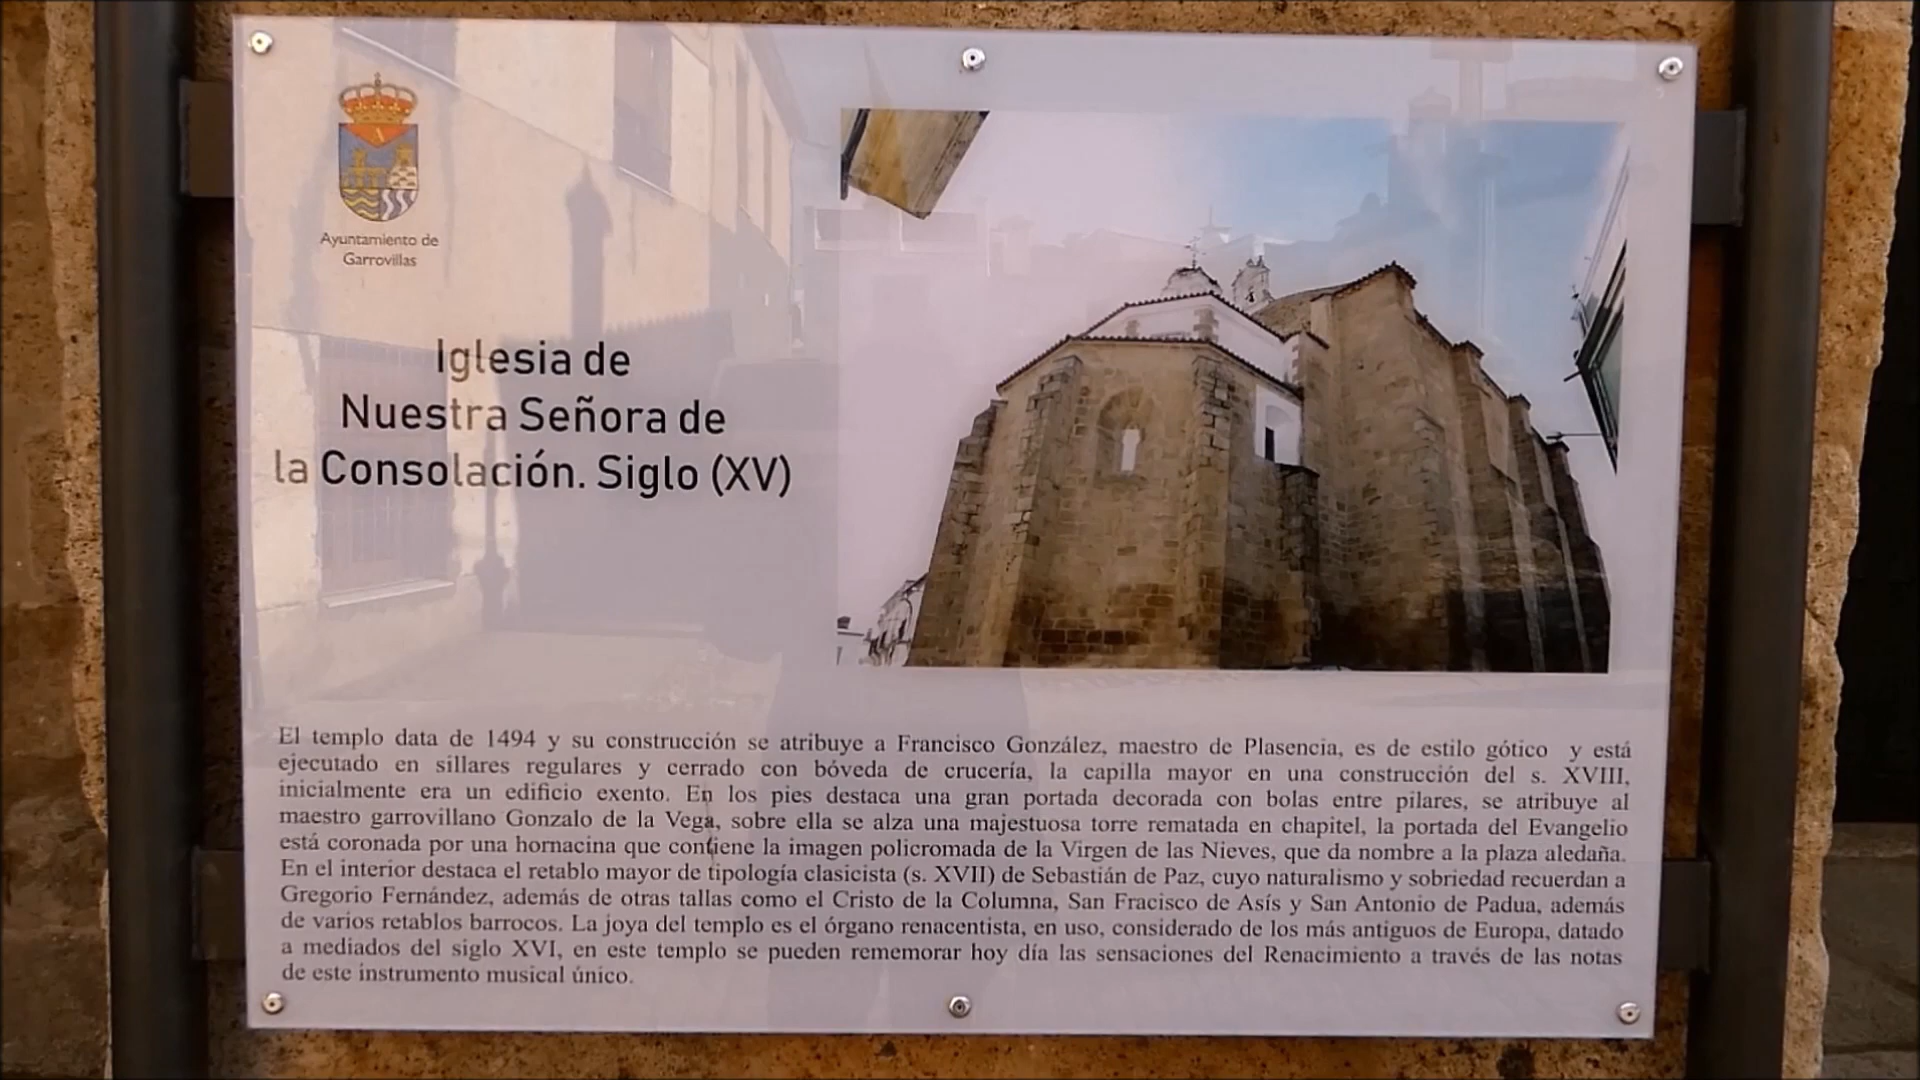 Ayuntamiento de
Garrovillas
Iglesia de
Nuestra Señora de
la Consolación. Siglo (XV)
El templo data de 1494 y su construcción se atribuye a Francisco González, maestro de Plasencia, es de estilo gótico y está
ejecutado en sillares regulares y cerrado con bóveda de crucería, la capilla mayor en una construcción del s. XVIII,
inicialmente era un edificio exento. En los pies destaca una gran portada decorada con bolas entre pilares, se atribuye al
maestro garrovillano Gonzalo de la Vega, sobre ella se alza una majestuosa torre rematada en chapitel, la portada del Evangelio
está coronada por una hornacina que contiene la imagen policromada de la Virgen de las Nieves, que da nombre a la plaza aledaña.
En el interior destaca el retablo mayor de tipología clasicista (s. XVII) de Sebastián de Paz, cuyo naturalismo y sobriedad recuerdan a
Gregorio Fernández, además de otras tallas como el Cristo de la Columna, San Fracisco de Asís y San Antonio de Padua, además
de varios retablos barrocos. La joya del templo es el órgano renacentista, en uso, considerado de los más antiguos de Europa, datado
a mediados del siglo XVI, en este templo se pueden rememorar hoy día las sensaciones del Renacimiento a través de las notas
de este instrumento musical único.